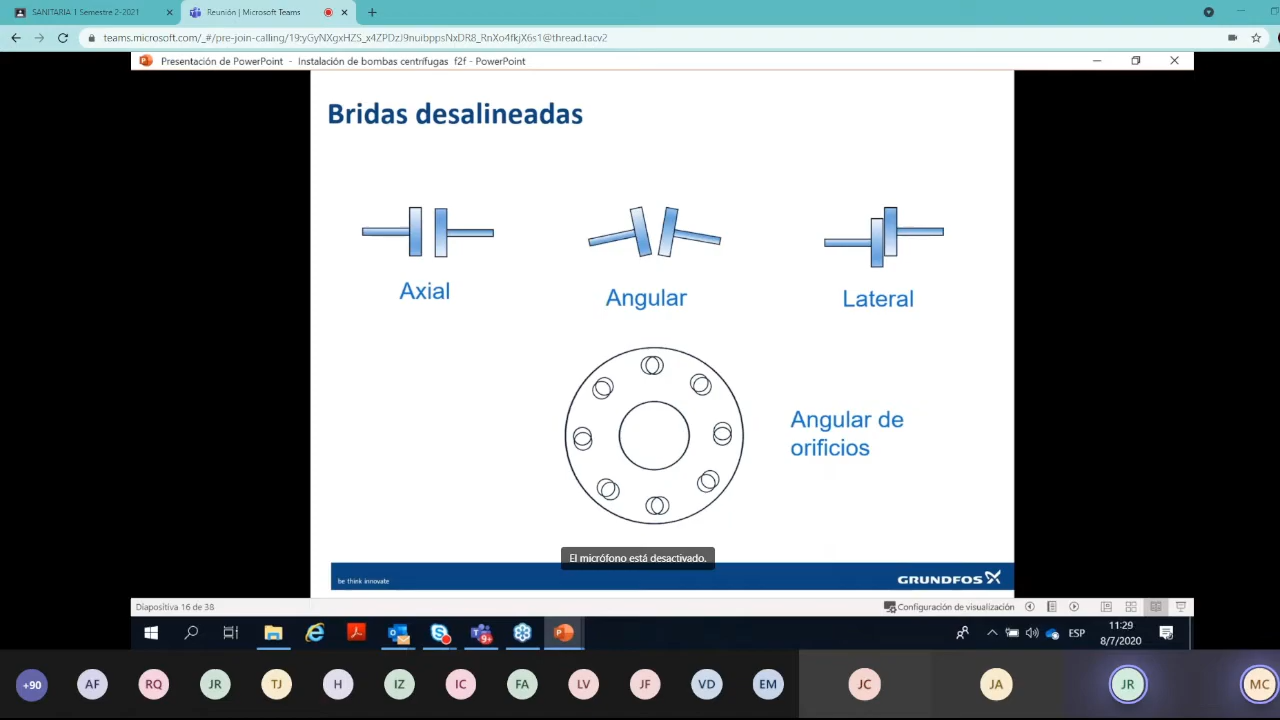 SANITARIA 1 Semestre 2-2021
Reunión | Microsoft Teams
teams.microsoft.com/_#/pre-join-calling/19:yGyNXgxHZS_x4ZPDzJ9nuibppsNxDR8_RnXo4fkjX6s1@thread.tacv2
Presentación de PowerPoint - Instalación de bombas centrífugas f2f - PowerPoint
Bridas desalineadas
Axial
Angular
Lateral
Angular de
orificios
El micrófono está desactivado.
be think innovate
GRUNDFOS
Diapositiva 16 de 38
Configuración de visualización
9+
ESP
11:29
8/7/2020
+90
AF
RQ
JR
TJ
H
IZ
IC
FA
LV
JF
VD
EM
JC
JA
JR
MC